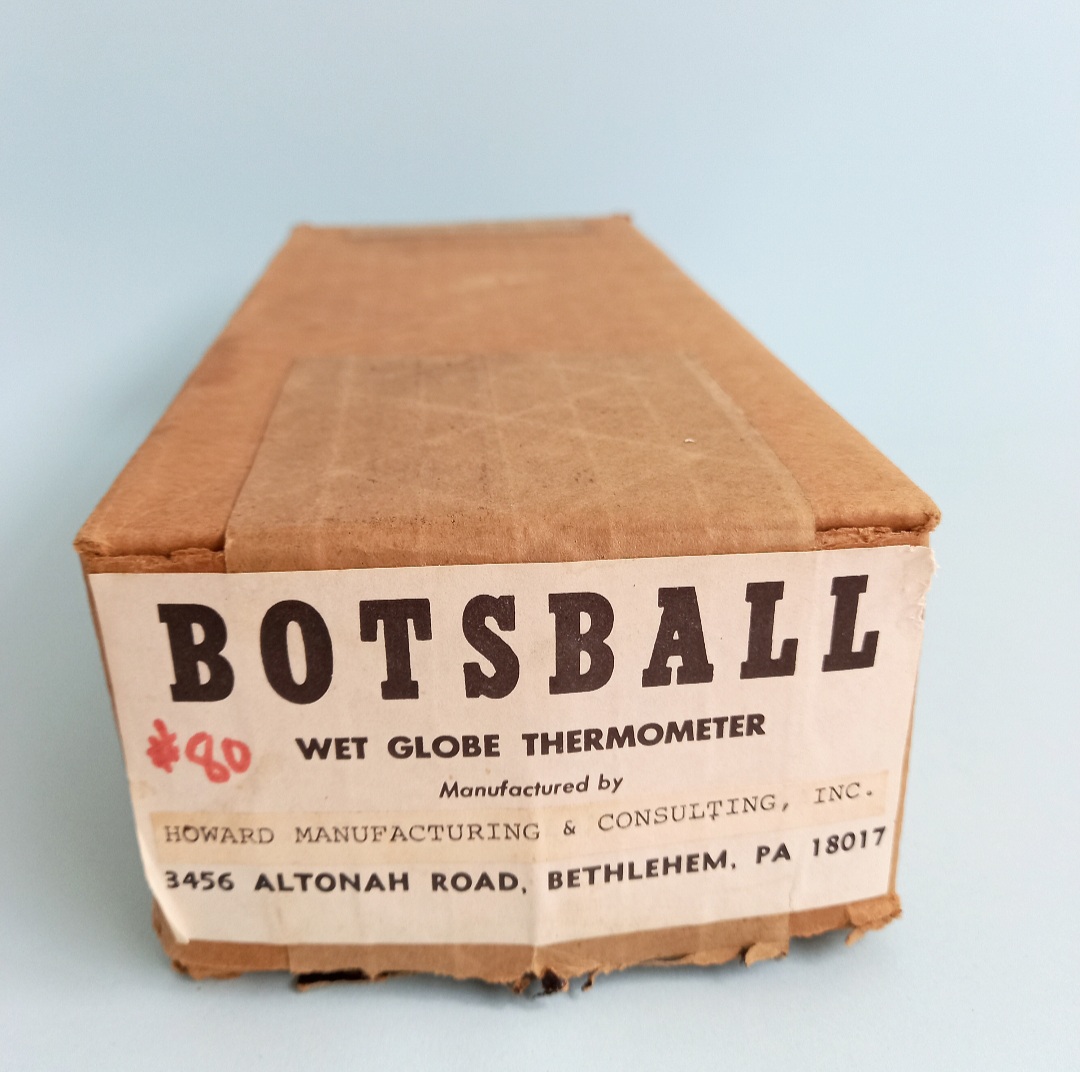 BOTSBALL
#80 WET GLOBE THERMOMETER
Manufactured by
HOWARD MANUFACTURING & CONSULTING, INC.
3456 ALTONAH ROAD, BETHLEHEM, PA 18017